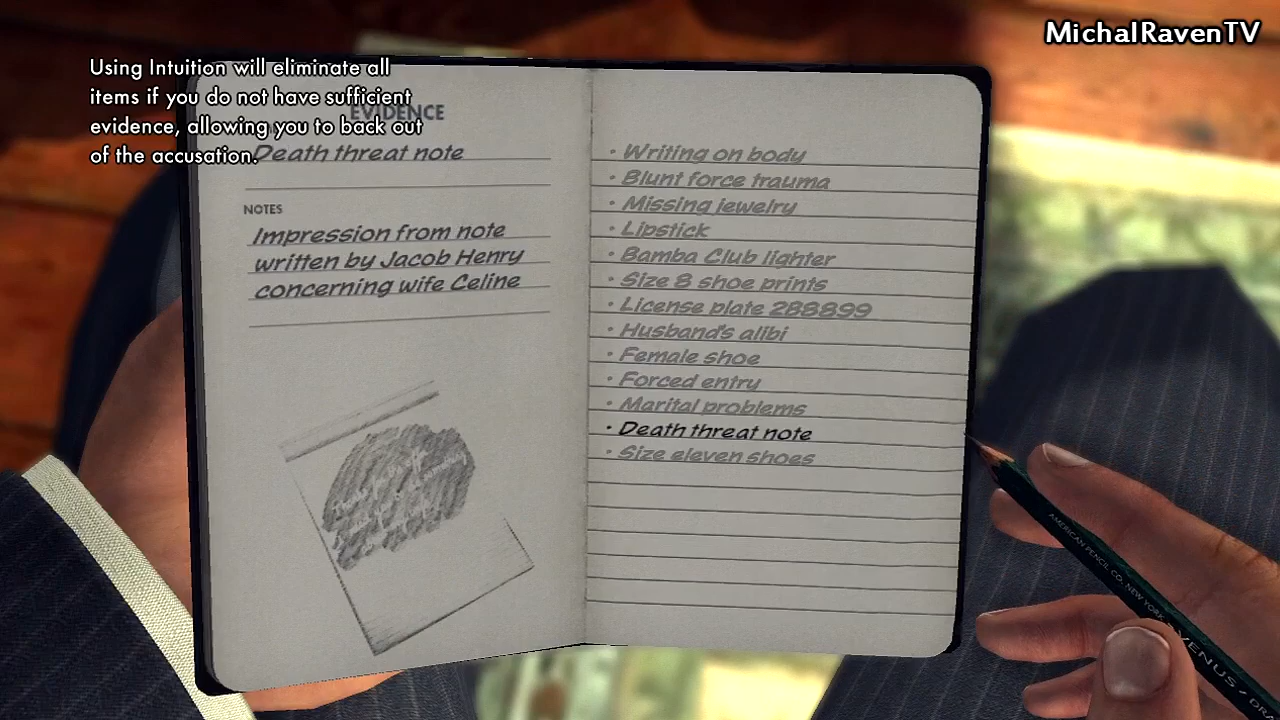 MichalRavenTV
Using Intuition will eliminate all
items if you do not have sufficient
evidence, allowing you to back out
of the accusation.
EVIDENCE
Death threat note
NOTES
Impression from note
written by Jacob Henry
concerning wife Celine
• Writing on body
• Blunt force trauma
• Missing jewelry
• Lipstick
• Bamba Club lighter
• Size 8 shoe prints
• License plate 2B8899
• Husband's alibi
• Female shoe
• Forced entry
• Marital problems
• Death threat note
• Size eleven shoes
AMERICAN PENCIL CO. NEW YORK
VENUS